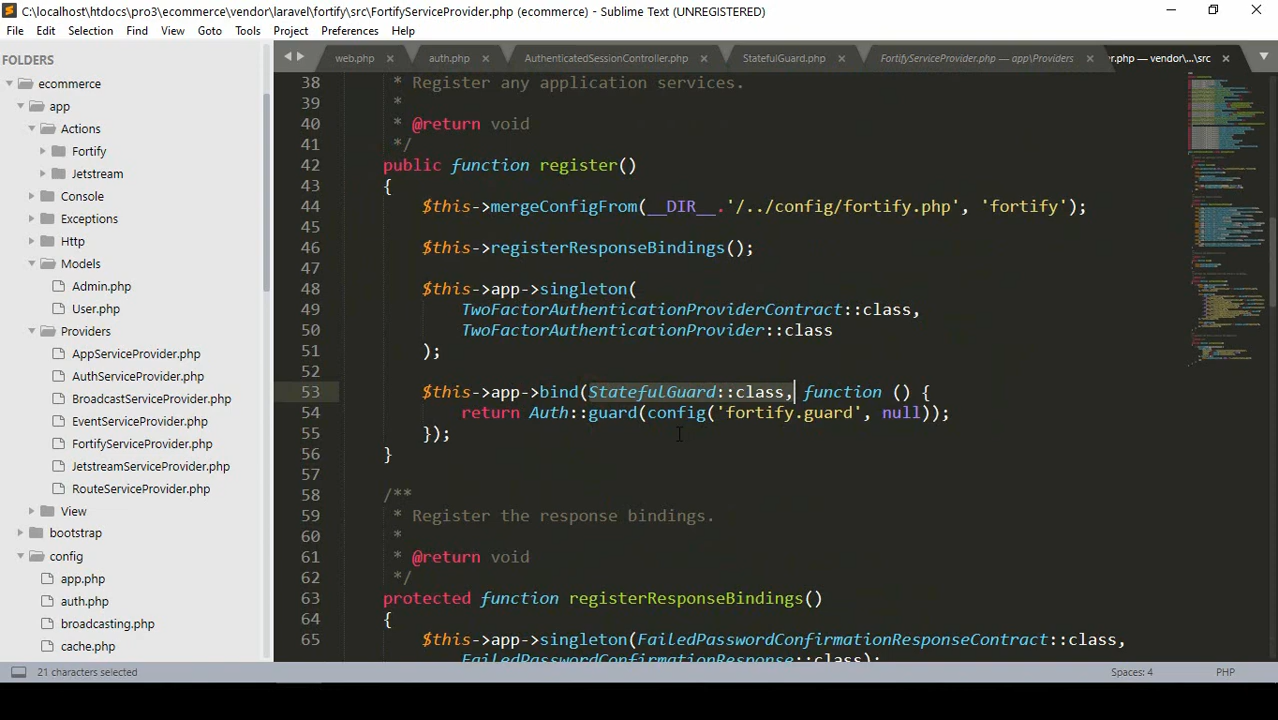 C:\localhost\htdocs\pro3\ecommerce\vendor\laravel\fortify\src\FortifyServiceProvider.php (ecommerce) - Sublime Text (UNREGISTERED)
File Edit Selection Find View Goto Tools Project Preferences Help
FOLDERS
ecommerce
app
Actions
Fortify
Jetstream
Console
Exceptions
Http
Models
Admin.php
User.php
Providers
AppServiceProvider.php
AuthServiceProvider.php
BroadcastServiceProvider.php
EventServiceProvider.php
FortifyServiceProvider.php
JetstreamServiceProvider.php
RouteServiceProvider.php
View
bootstrap
config
app.php
auth.php
broadcasting.php
cache.php
web.php auth.php AuthenticatedSessionController.php StatefulGuard.php FortifyServiceProvider.php — app\Providers er.php — vendor\...\src
38 * Register any application services.
39 *
40 * @return void
41 */
42 public function register()
43 {
44 $this->mergeConfigFrom(__DIR__.'/../config/fortify.php', 'fortify');
45
46 $this->registerResponseBindings();
47
48 $this->app->singleton(
49 TwoFactorAuthenticationProviderContract::class,
50 TwoFactorAuthenticationProvider::class
51 );
52
53 $this->app->bind(StatefulGuard::class, function () {
54 return Auth::guard(config('fortify.guard', null));
55 });
56 }
57
58 /**
59 * Register the response bindings.
60 *
61 * @return void
62 */
63 protected function registerResponseBindings()
64 {
65 $this->app->singleton(FailedPasswordConfirmationResponseContract::class,
FailedPasswordConfirmationResponse::class);
21 characters selected Spaces: 4 PHP